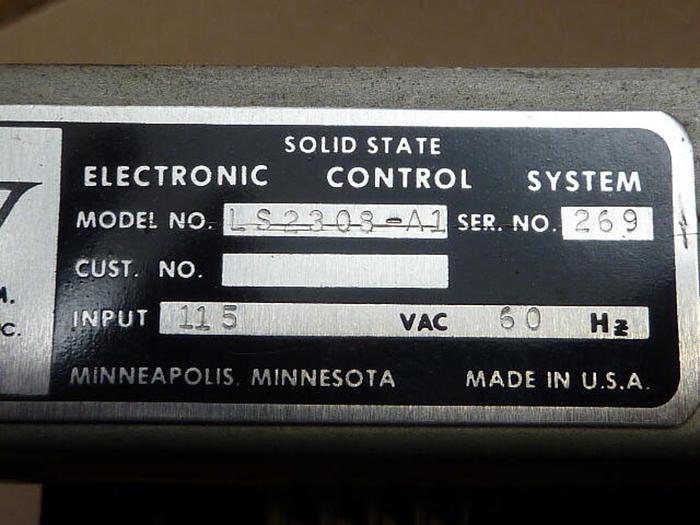 SOLID STATE
ELECTRONIC CONTROL SYSTEM
MODEL NO. LS2308-A1 SER. NO. 269
CUST. NO.
INPUT 115 VAC 60 Hz
MINNEAPOLIS, MINNESOTA MADE IN U.S.A.